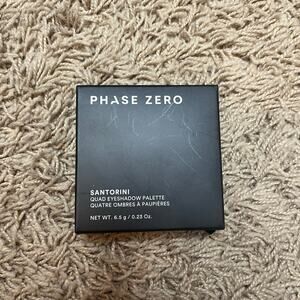 PHASE ZERO
SANTORINI
QUAD EYESHADOW PALETTE
QUATRE OMBRES À PAUPIÈRES
NET WT. 6.5 g / 0.23 Oz.